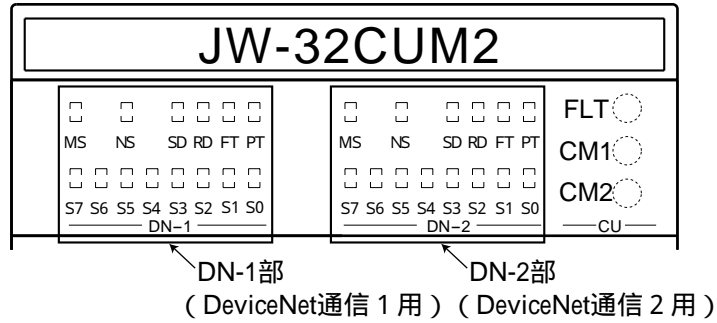 JW-32CUM2
MS NS SD RD FT PT MS NS SD RD FT PT FLT
CM1
CM2
S7 S6 S5 S4 S3 S2 S1 S0 S7 S6 S5 S4 S3 S2 S1 S0
DN−1 DN−2 CU
DN-1部 DN-2部
（DeviceNet通信１用）（DeviceNet通信２用）